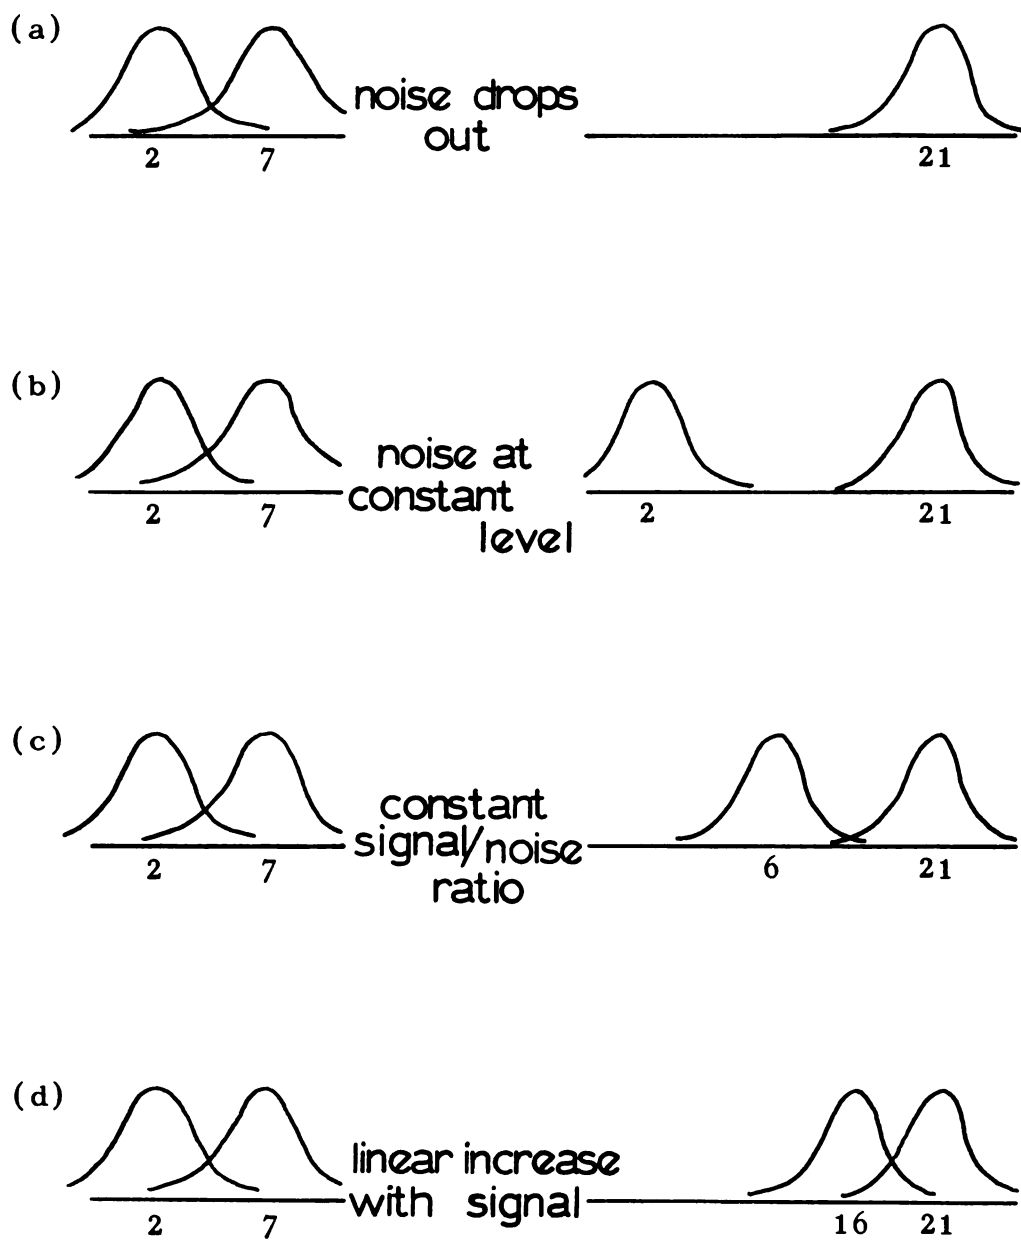 (a)
noise drops
out
2 7 21
(b)
noise at
constant
level
2 7 2 21
(c)
constant
signal/noise
ratio
2 7 6 21
(d)
linear increase
with signal
2 7 16 21